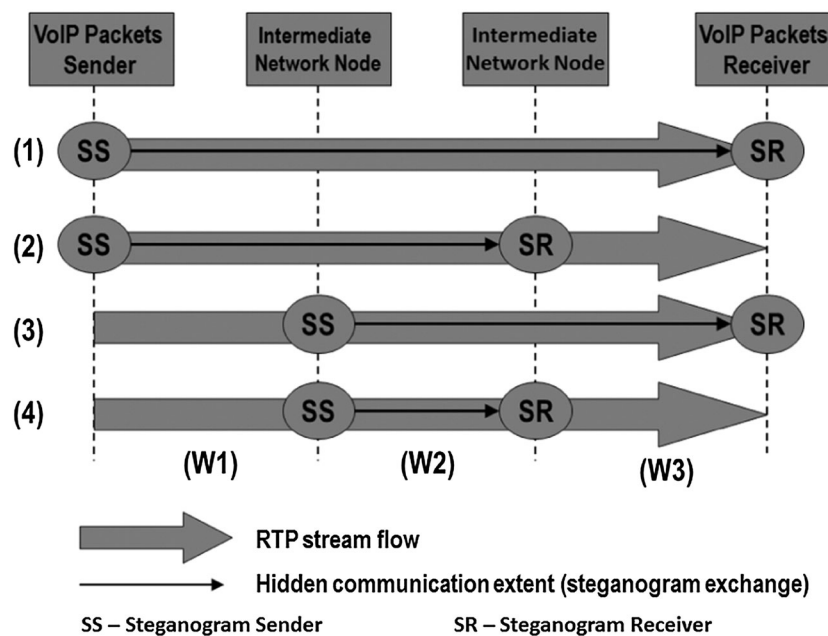 VoIP Packets Sender
Intermediate Network Node
Intermediate Network Node
VoIP Packets Receiver
(1) SS SR
(2) SS SR
(3) SS SR
(4) SS SR
(W1) (W2) (W3)
RTP stream flow
Hidden communication extent (steganogram exchange)
SS – Steganogram Sender SR – Steganogram Receiver